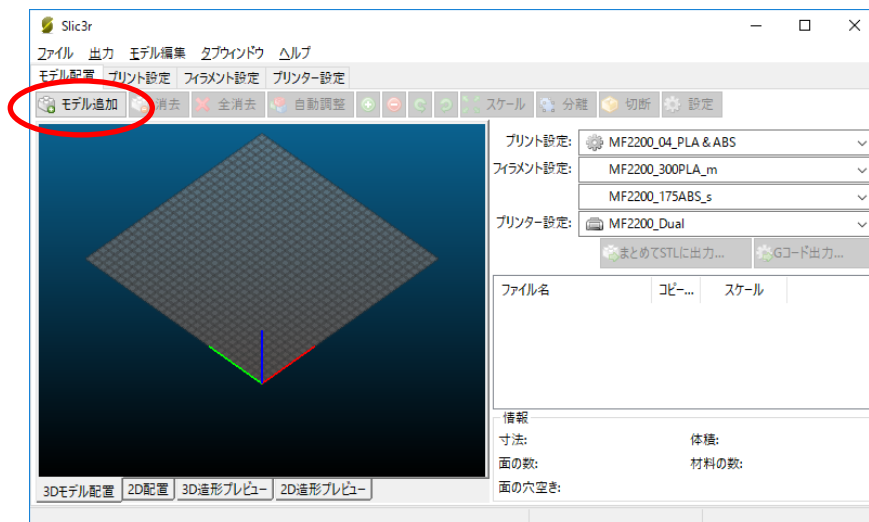 Slic3r
ファイル 出力 モデル編集 タブウィンドウ ヘルプ
モデル配置 プリント設定 フィラメント設定 プリンター設定
モデル追加 消去 全消去 自動調整 スケール 分離 切断 設定
プリント設定: MF2200_04_PLA & ABS
フィラメント設定: MF2200_300PLA_m
MF2200_175ABS_s
プリンター設定: MF2200_Dual
まとめてSTLに出力... Gコード出力...
ファイル名 コピー... スケール
情報
寸法: 体積:
面の数: 材料の数:
面の穴空き:
3Dモデル配置 2D配置 3D造形プレビュー 2D造形プレビュー